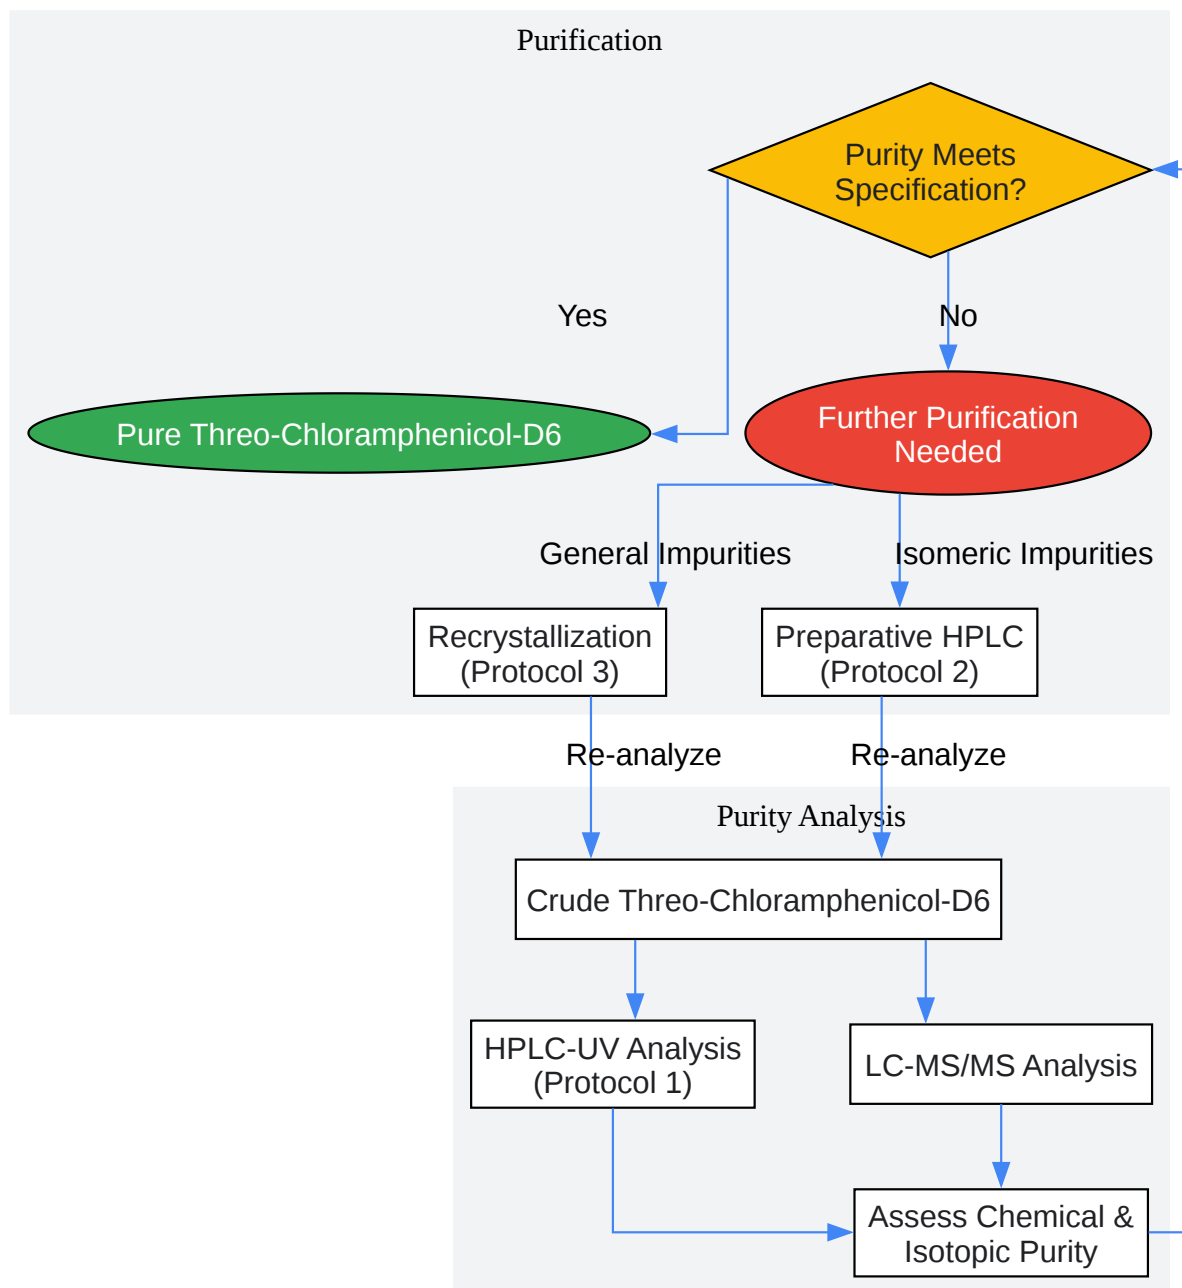 Purification
Purity Meets
Specification?
Yes
No
Pure Threo-Chloramphenicol-D6
Further Purification
Needed
General Impurities
Isomeric Impurities
Recrystallization
(Protocol 3)
Preparative HPLC
(Protocol 2)
Re-analyze
Re-analyze
Purity Analysis
Crude Threo-Chloramphenicol-D6
HPLC-UV Analysis
(Protocol 1)
LC-MS/MS Analysis
Assess Chemical &
Isotopic Purity